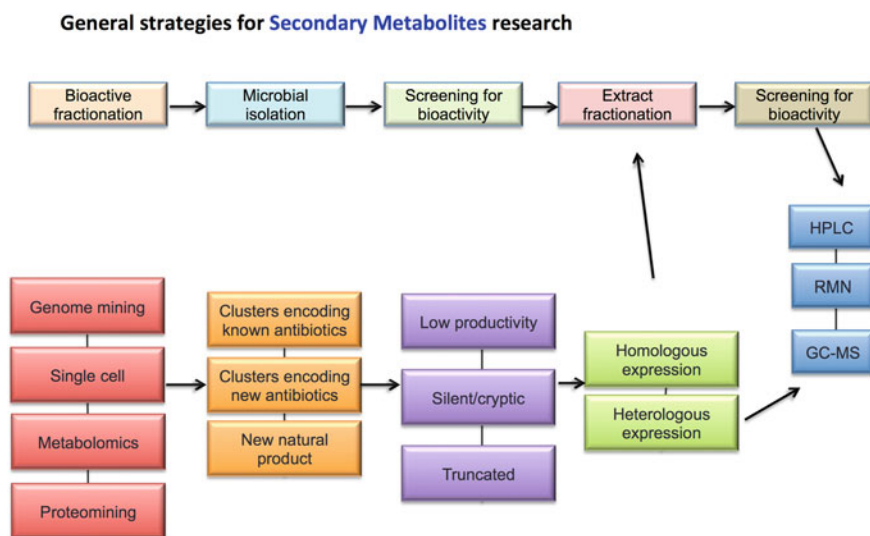 General strategies for Secondary Metabolites research
Bioactive
fractionation
Microbial
isolation
Screening for
bioactivity
Extract
fractionation
Screening for
bioactivity
HPLC
RMN
GC-MS
Genome mining
Single cell
Metabolomics
Proteomining
Clusters encoding
known antibiotics
Clusters encoding
new antibiotics
New natural
product
Low productivity
Silent/cryptic
Truncated
Homologous
expression
Heterologous
expression